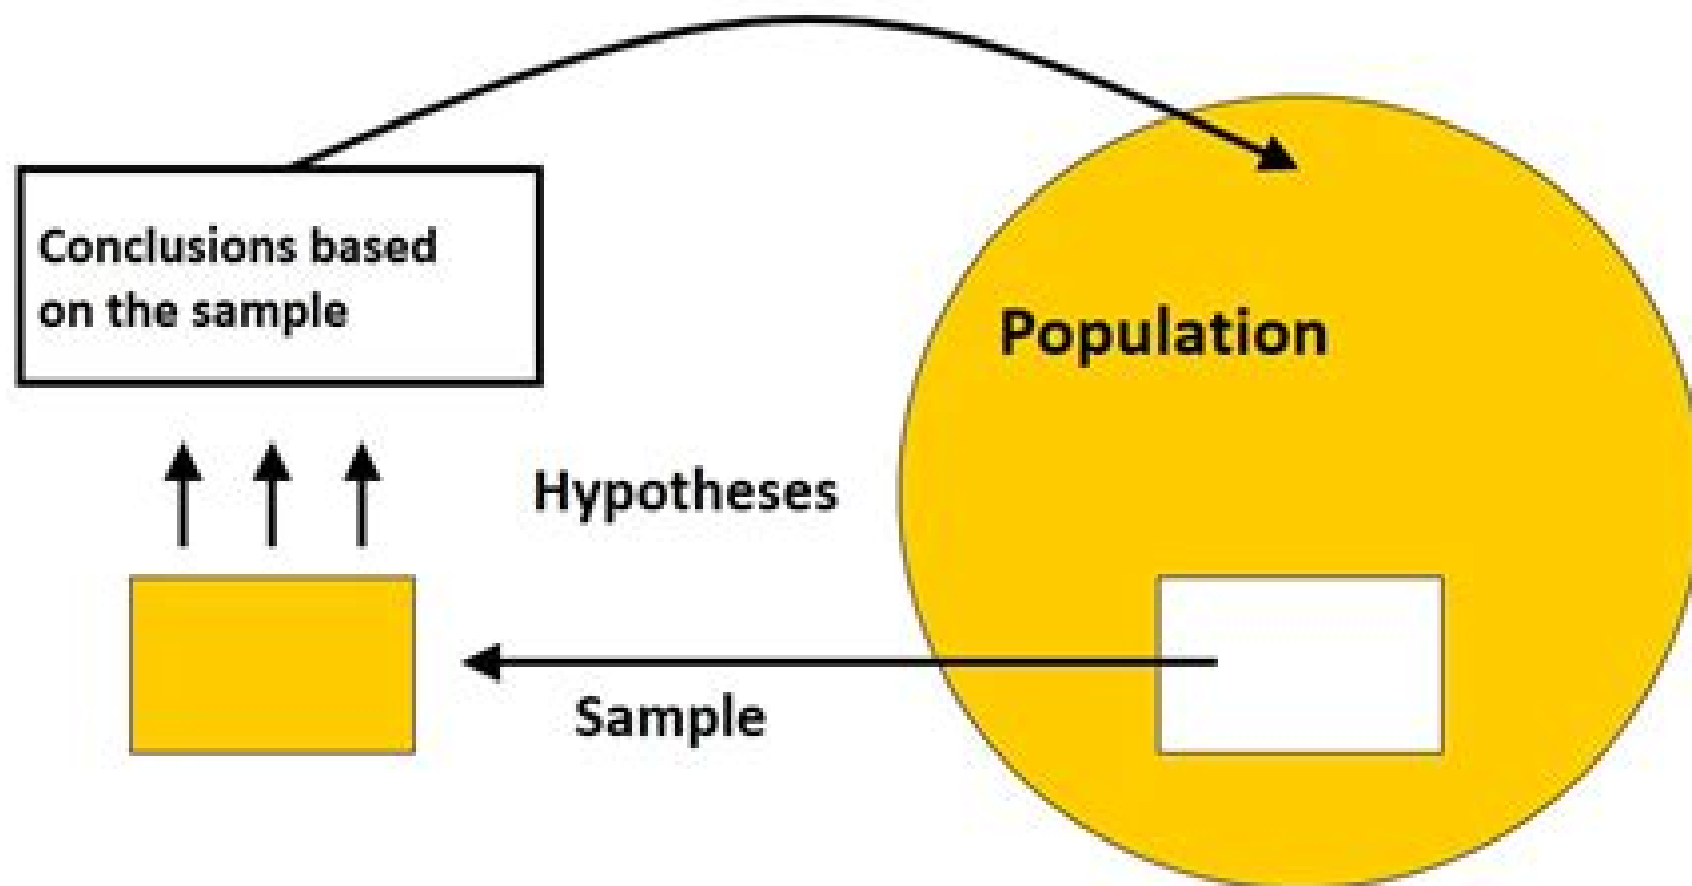 Conclusions based
on the sample
Population
Hypotheses
Sample